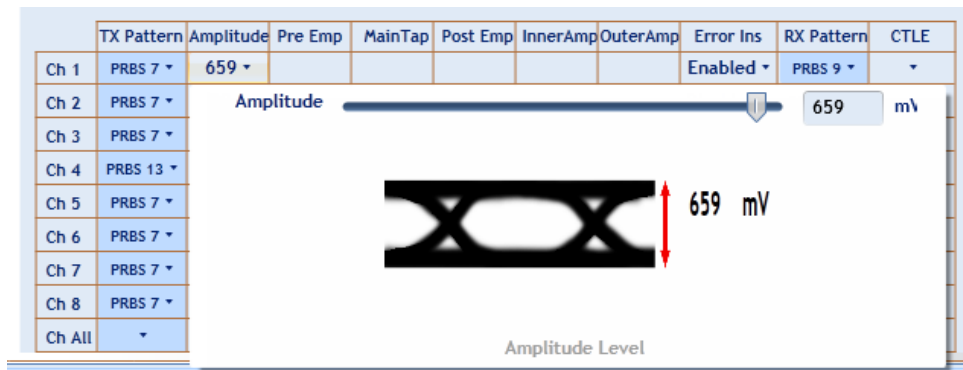 TX Pattern Amplitude Pre Emp MainTap Post Emp InnerAmp OuterAmp Error Ins RX Pattern CTLE
Ch 1 PRBS 7 659 Enabled PRBS 9
Ch 2 PRBS 7 Amplitude 659 mV
Ch 3 PRBS 7
Ch 4 PRBS 13
Ch 5 PRBS 7 659 mV
Ch 6 PRBS 7
Ch 7 PRBS 7
Ch 8 PRBS 7
Ch All Amplitude Level